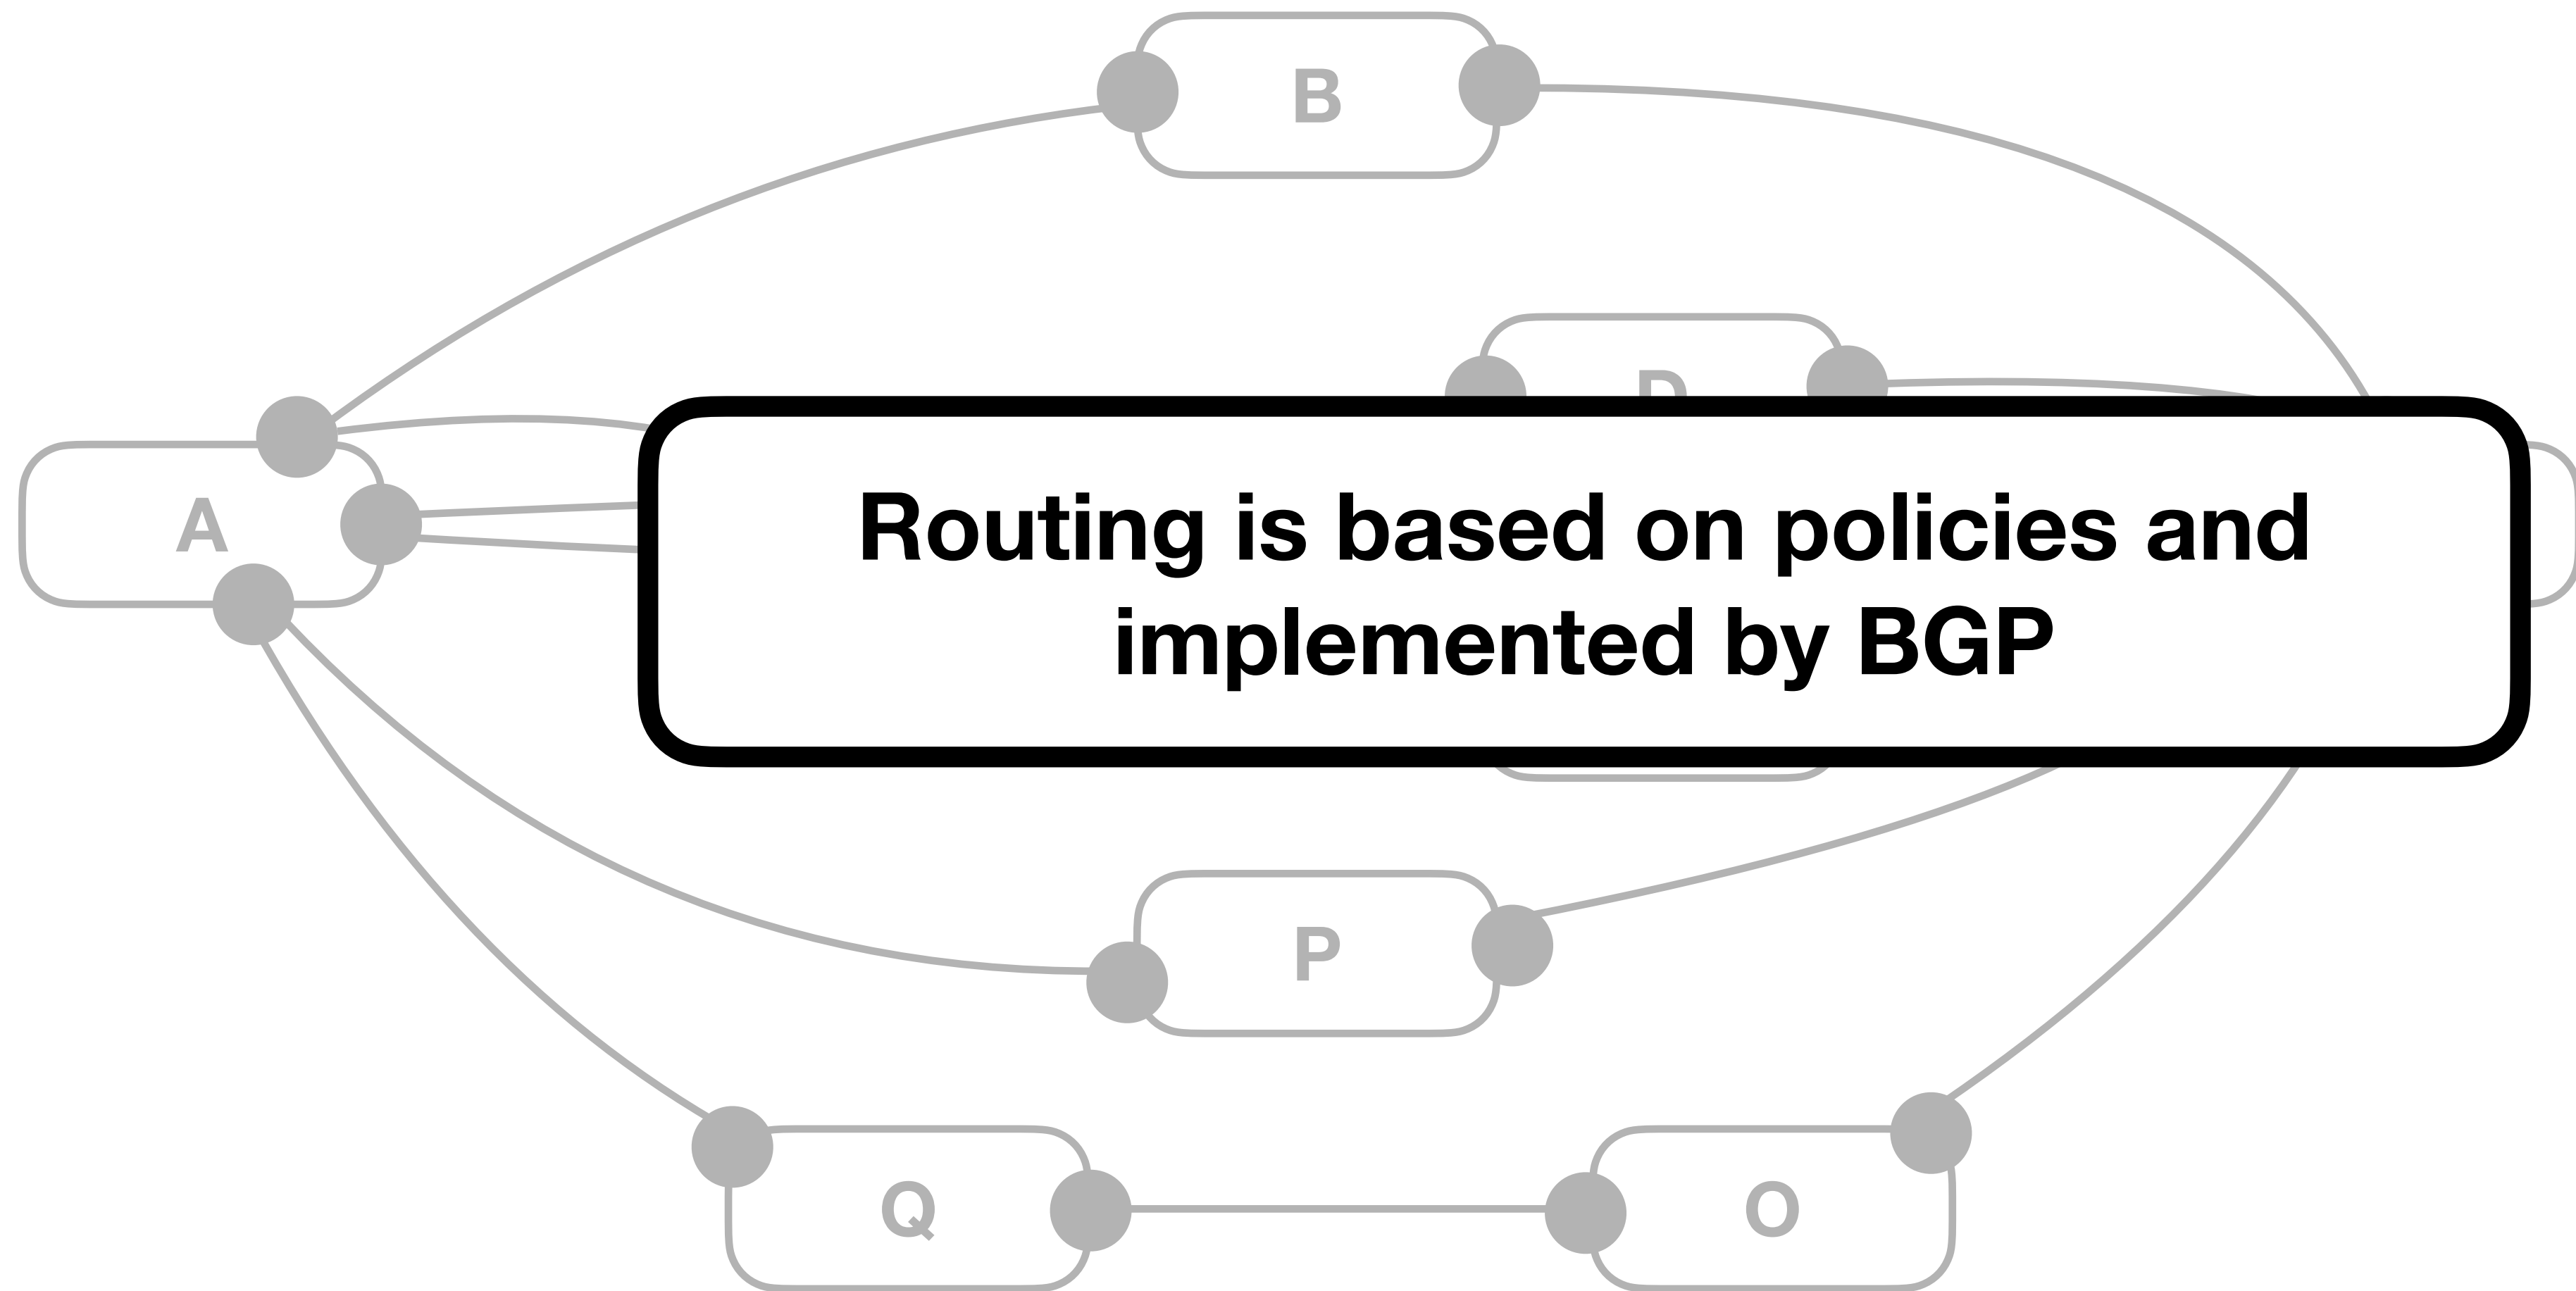 B
D
A
Routing is based on policies and
implemented by BGP
P
Q
O